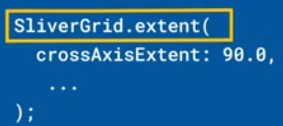 SliverGrid.extent(
crossAxisExtent: 90.0,
...
);